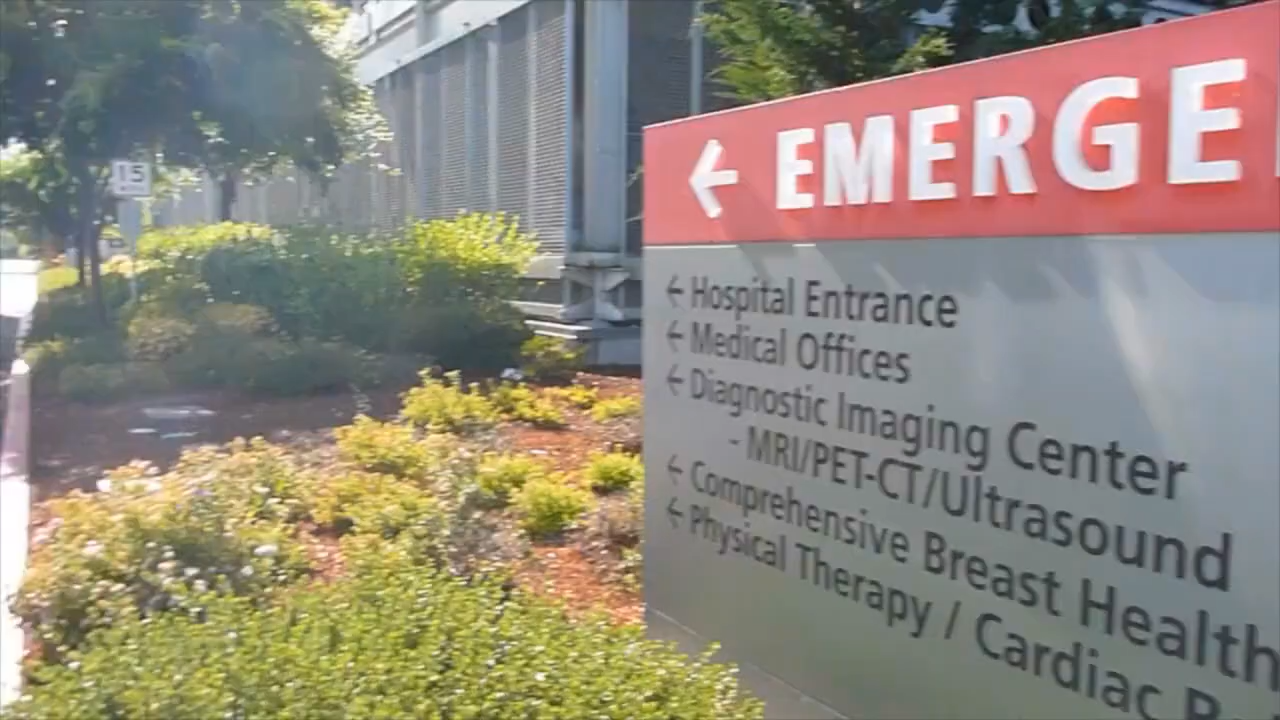 15
← EMERGE
← Hospital Entrance
← Medical Offices
← Diagnostic Imaging Center
- MRI/PET-CT/Ultrasound
← Comprehensive Breast Health
← Physical Therapy / Cardiac